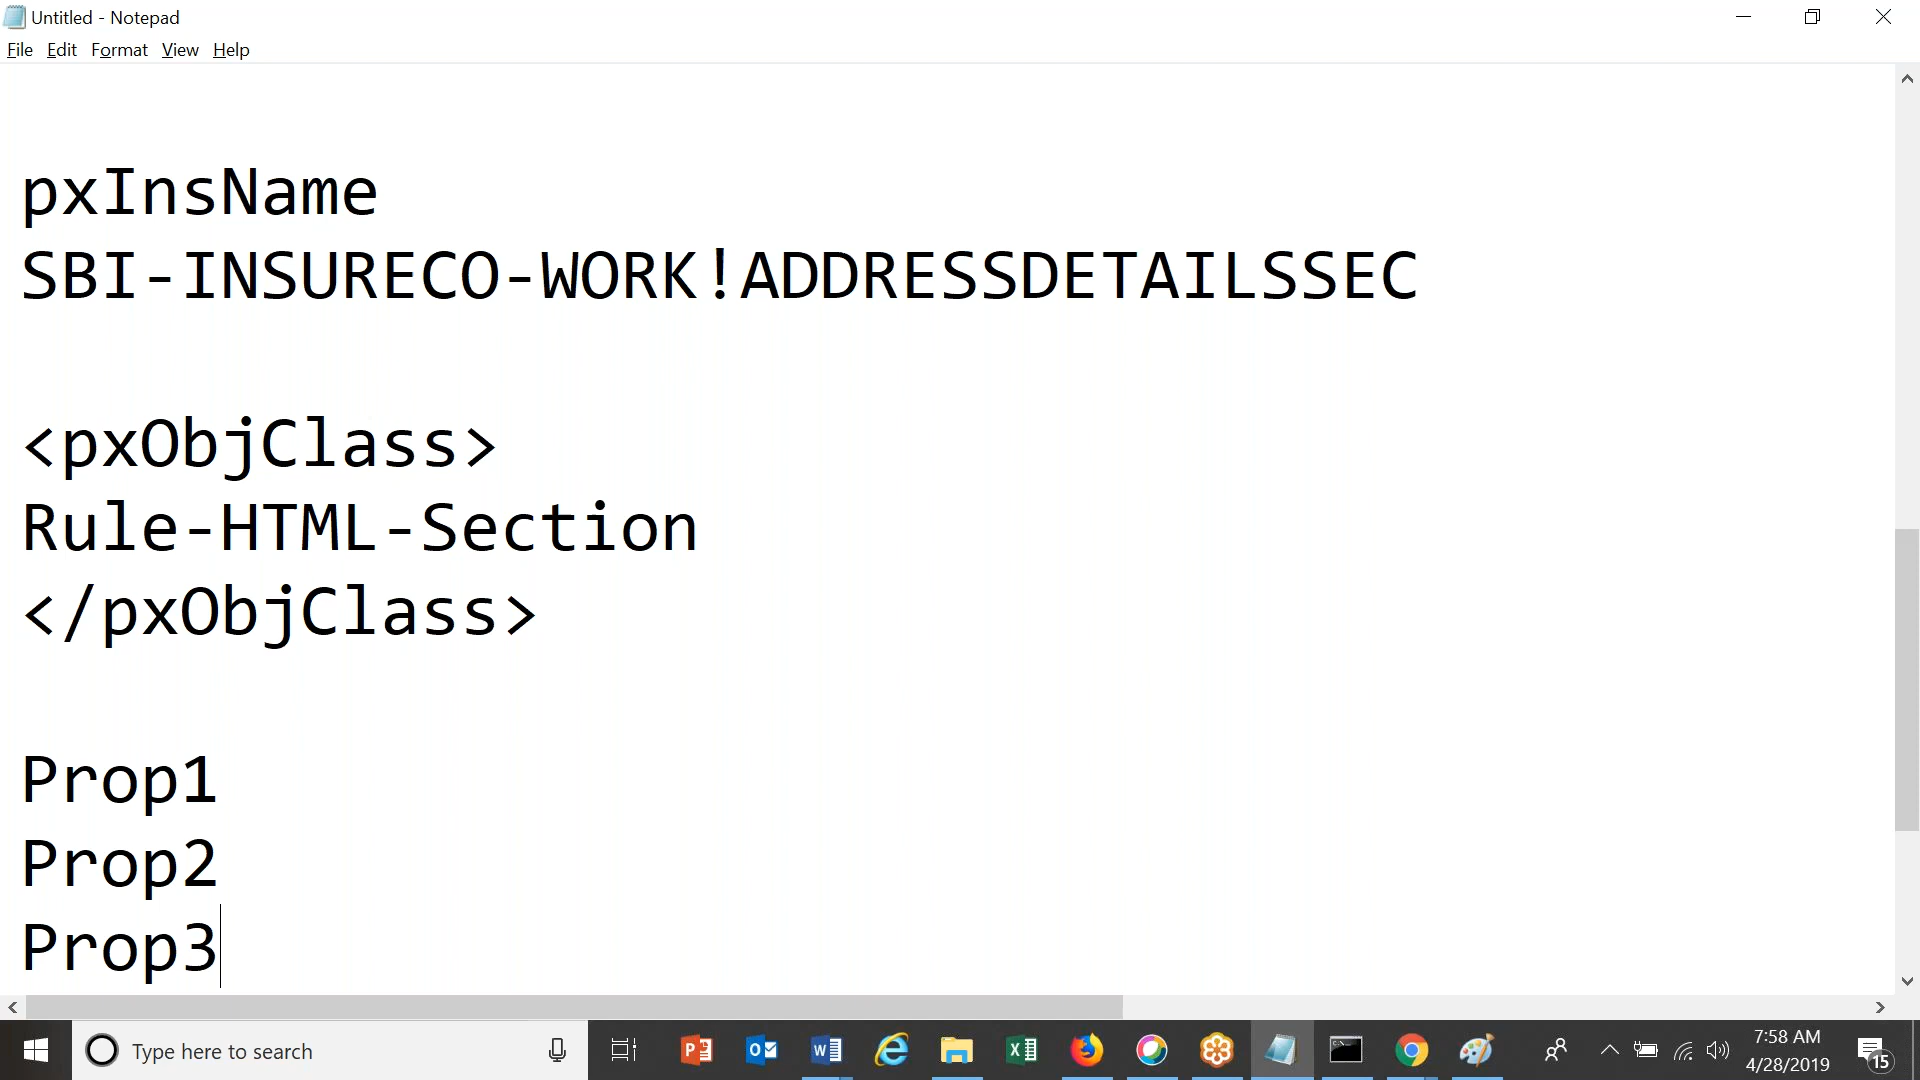 Untitled - Notepad
File Edit Format View Help
pxInsName
SBI-INSURECO-WORK!ADDRESSDETAILSSEC
<pxObjClass>
Rule-HTML-Section
</pxObjClass>
Prop1
Prop2
Prop3
Type here to search
7:58 AM
4/28/2019
15